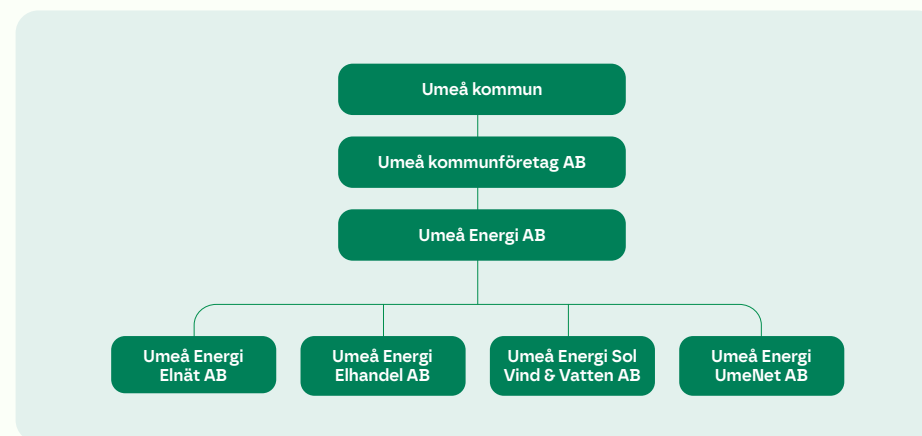 Umeå kommun
Umeå kommunföretag AB
Umeå Energi AB
Umeå Energi
Elnät AB
Umeå Energi
Elhandel AB
Umeå Energi Sol
Vind & Vatten AB
Umeå Energi
UmeNet AB